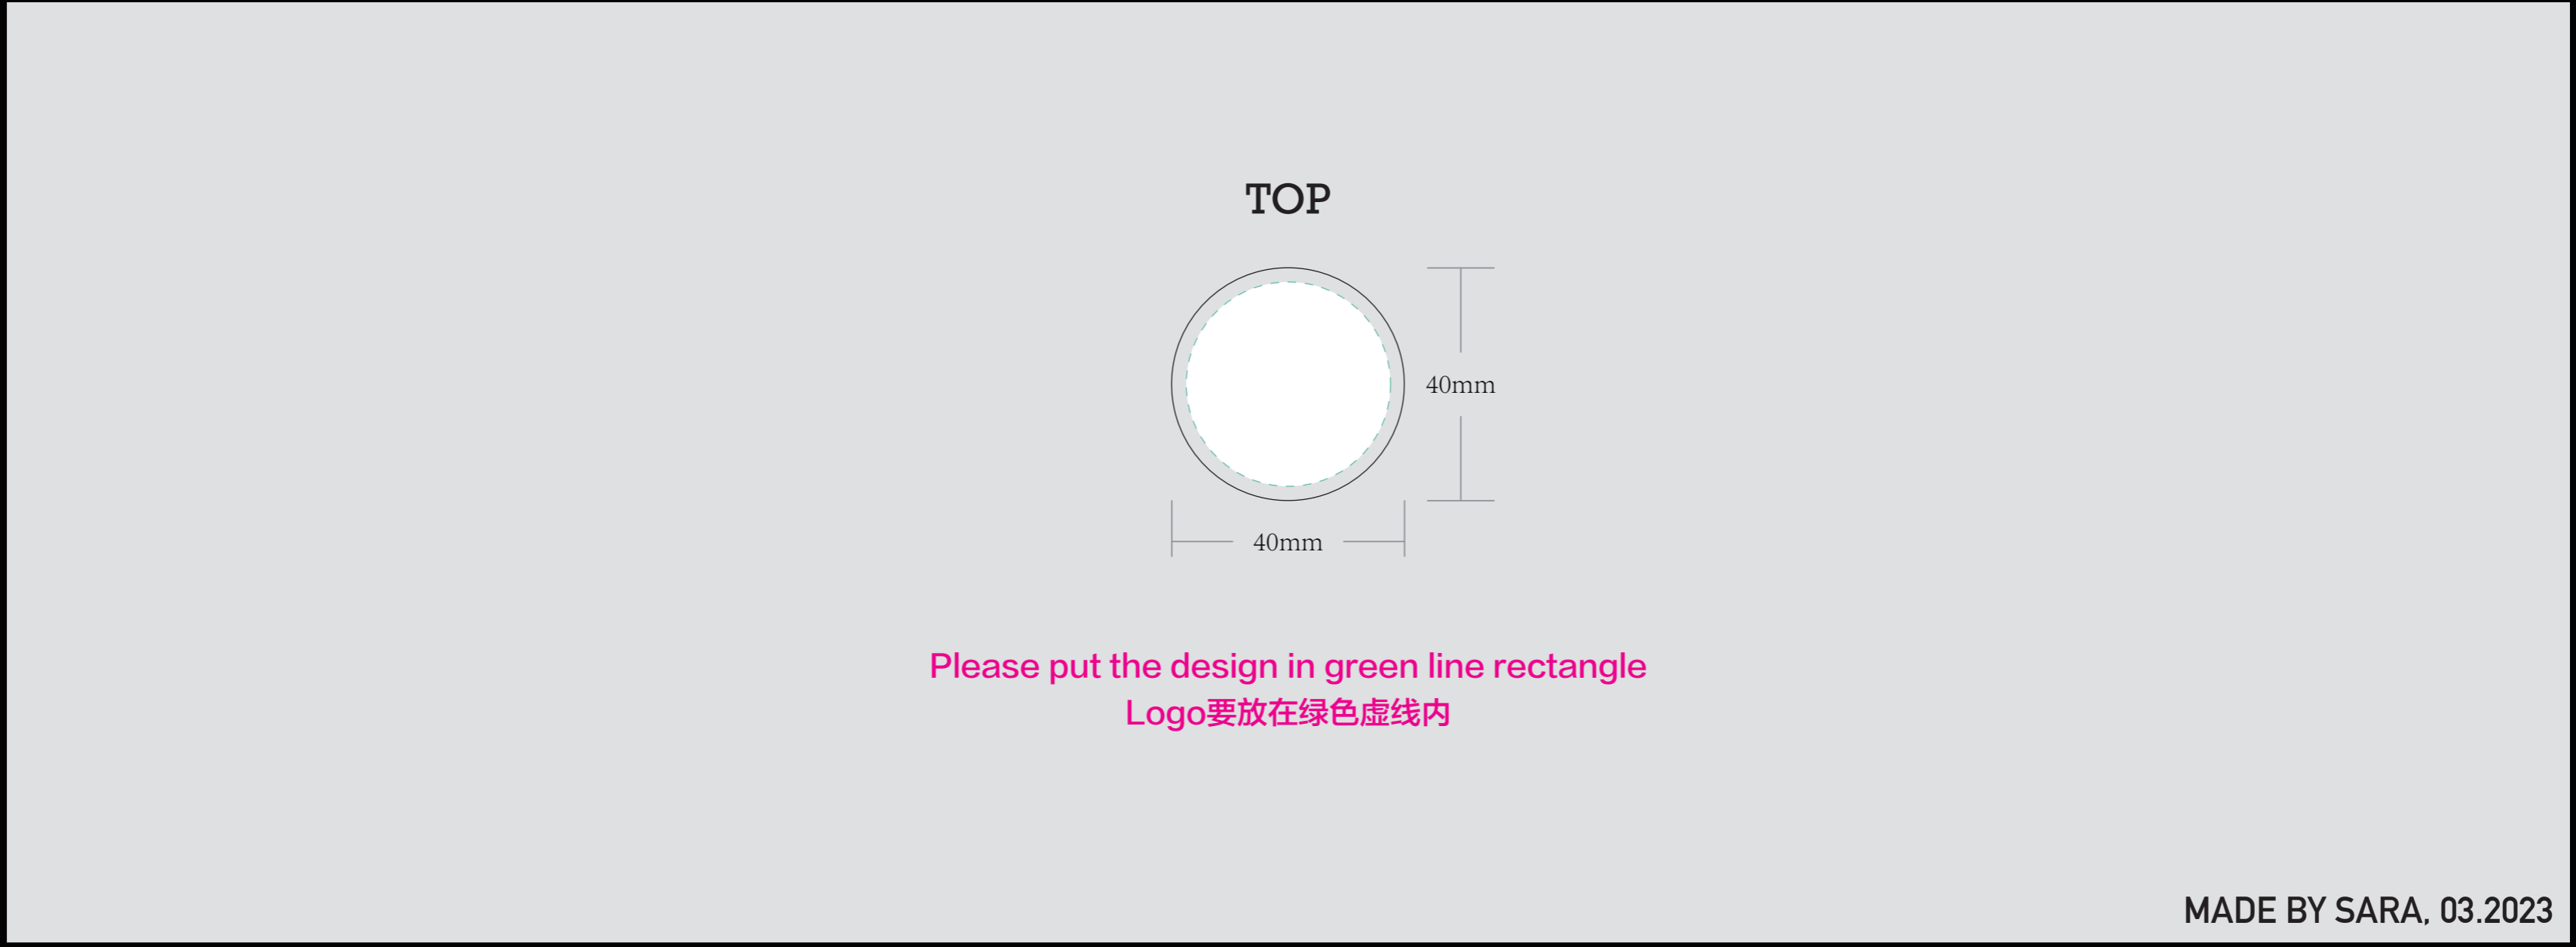 TOP
40mm
40mm
Please put the design in green line rectangle
Logo要放在绿色虚线内
MADE BY SARA, 03.2023